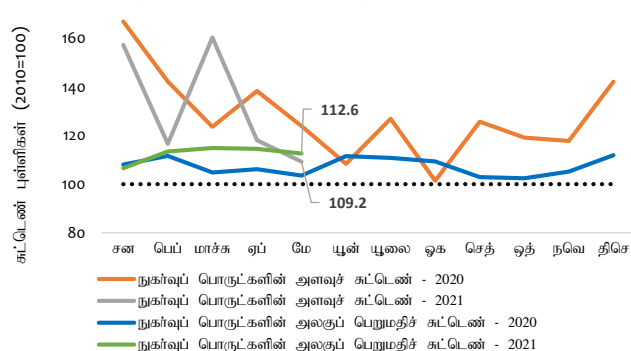 சுட்டெண் புள்ளிகள் (2010=100)
160
140
120
100
80
112.6
109.2
சன பெப் மாச்சு ஏப் மே யூன் யூலை ஓக செத் ஒத் நவெ திசெ
நுகர்வுப் பொருட்களின் அளவுச் சுட்டெண் - 2020
நுகர்வுப் பொருட்களின் அளவுச் சுட்டெண் - 2021
நுகர்வுப் பொருட்களின் அலகுப் பெறுமதிச் சுட்டெண் - 2020
நுகர்வுப் பொருட்களின் அலகுப் பெறுமதிச் சுட்டெண் - 2021